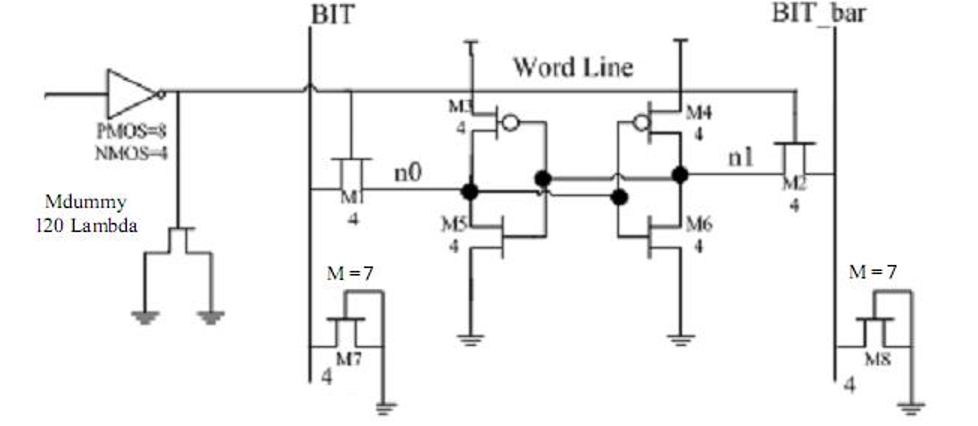 BIT
BIT_bar
Word Line
M3
4
M4
4
PMOS=8
NMOS=4
n0
n1
M1
4
M2
4
Mdummy
120 Lambda
M5
4
M6
4
M=7
M7
4
M=7
M8
4